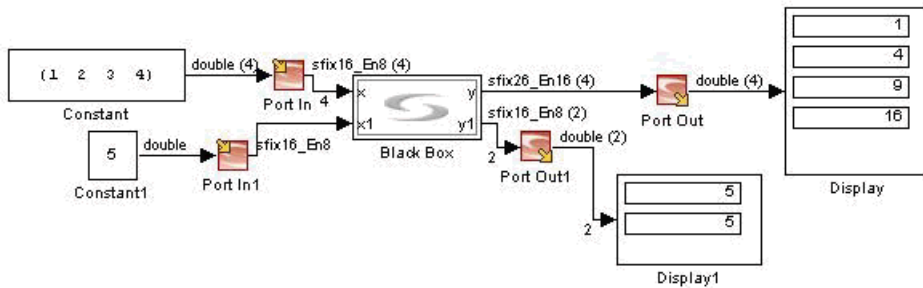 (1 2 3 4)
Constant
double (4)
Port In
4
sfix16_En8 (4)
5
Constant1
double
Port In1
sfix16_En8
x
y
x1
y1
Black Box
sfix26_En16 (4)
sfix16_En8 (2)
2
Port Out
double (4)
Port Out1
double (2)
2
1
4
9
16
Display
5
5
Display1